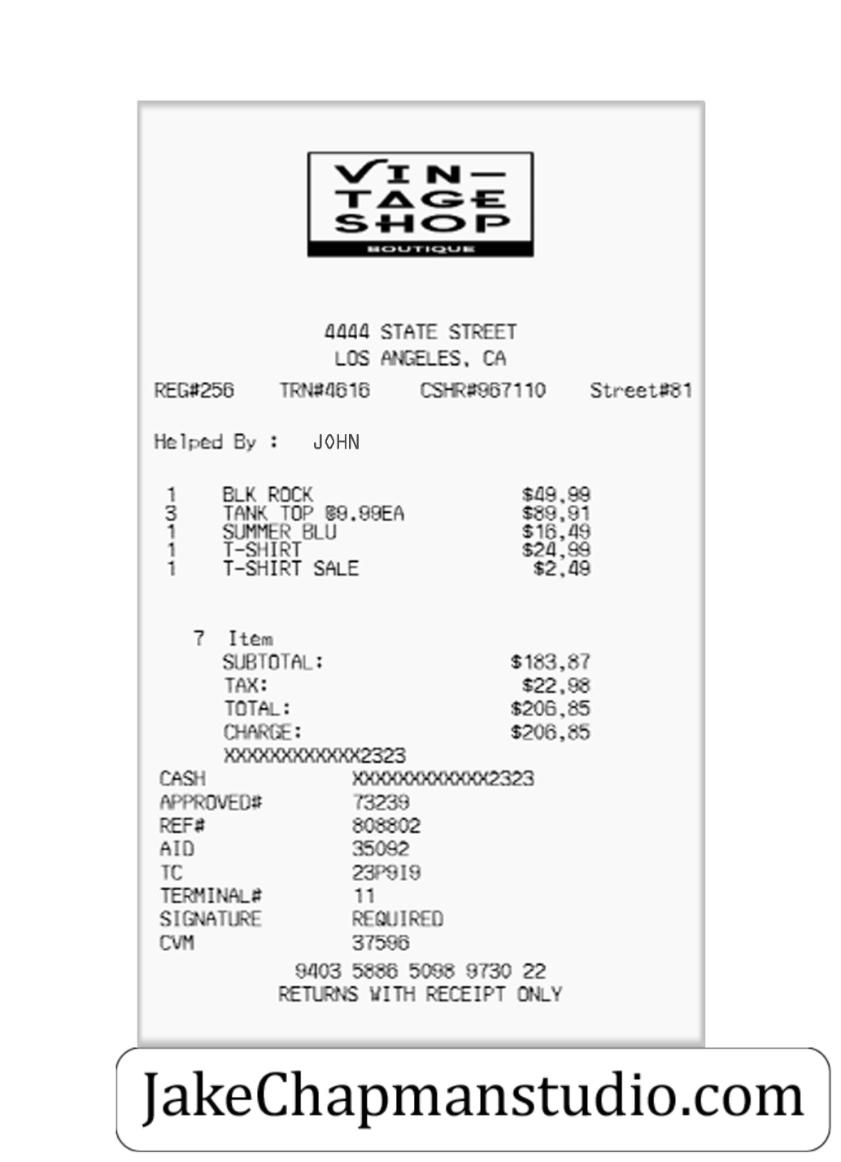 VIN-
TAGE
SHOP
BOUTIQUE
4444 STATE STREET
LOS ANGELES, CA
REG#256 TRN#4616 CSHR#967110 Street#81
Helped By : JOHN
1 BLK ROCK $49,99
3 TANK TOP @9.99EA $89,91
1 SUMMER BLU $16,49
1 T-SHIRT $24,99
1 T-SHIRT SALE $2,49
7 Item
SUBTOTAL: $183,87
TAX: $22,98
TOTAL: $206,85
CHARGE: $206,85
XXXXXXXXXXXX2323
CASH XXXXXXXXXXXX2323
APPROVED# 73239
REF# 808802
AID 35092
TC 23P9I9
TERMINAL# 11
SIGNATURE REQUIRED
CVM 37596
9403 5886 5098 9730 22
RETURNS WITH RECEIPT ONLY
JakeChapmanstudio.com